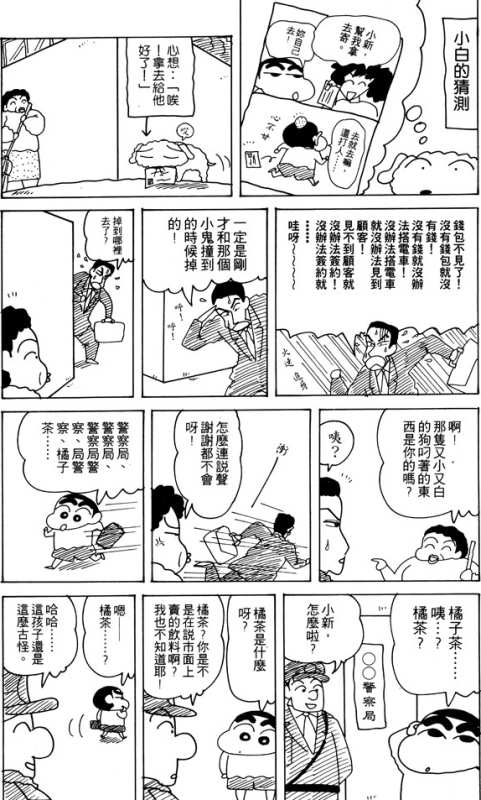 小白的猜測
小新，
幫我拿
去寄。
妳自己
去！
去就去嘛，
還打人…
心不甘
心想…「唉
！拿去給他
好了！」
錢包不見了！
沒有錢包就沒
有錢！
沒有錢就沒辦
法搭電車！
沒辦法搭電車
就沒辦法見到
顧客！
見不到顧客就
沒辦法簽約！
沒辦法簽約就
……
哇呀～～～～
火速
一定是剛
才和那個
小鬼撞到
的時候掉
的！
呼！
呼！
掉到哪裡
去了？
啊！
那隻又小又白
的狗叼著的東
西是你的嗎？
咦？
衝
怎麼連說聲
謝謝都不會
呀！
警察局、
警察局、
警察局警
察、局警
察、橘子
茶……
橘子茶……
咦…？
橘茶？
○○警察局
小新，
怎麼啦？
橘茶是什麼
呀？
橘茶？你是不
是在說市面上
賣的飲料啊？
我也不知道耶！
嗯──
橘茶…？
哈哈……
這孩子還是
這麼古怪。